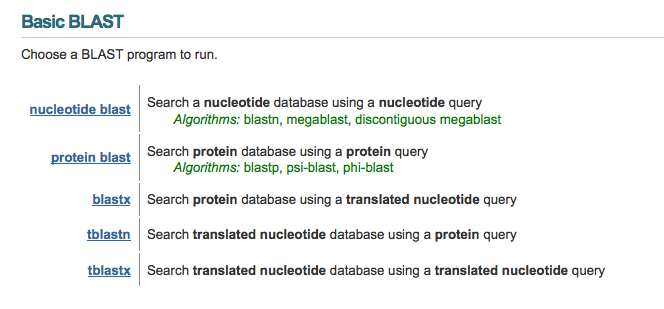 Basic BLAST
Choose a BLAST program to run.
nucleotide blast Search a nucleotide database using a nucleotide query
Algorithms: blastn, megablast, discontiguous megablast
protein blast Search protein database using a protein query
Algorithms: blastp, psi-blast, phi-blast
blastx Search protein database using a translated nucleotide query
tblastn Search translated nucleotide database using a protein query
tblastx Search translated nucleotide database using a translated nucleotide query